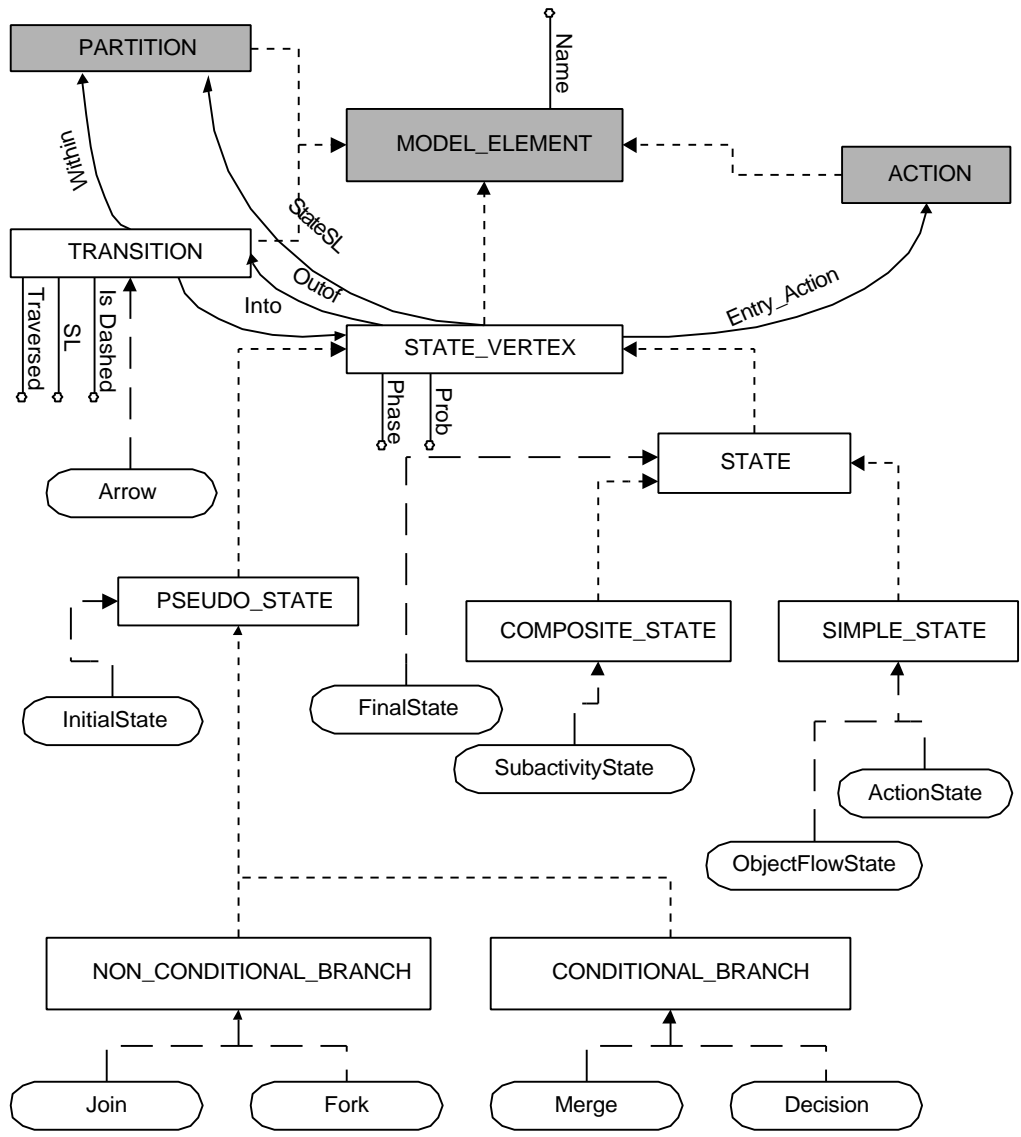 PARTITION
Name
MODEL_ELEMENT
ACTION
Within
StateSL
TRANSITION
Outof
Into
Entry_Action
Traversed
SL
Is Dashed
STATE_VERTEX
Phase
Prob
STATE
Arrow
PSEUDO_STATE
COMPOSITE_STATE
SIMPLE_STATE
InitialState
FinalState
SubactivityState
ActionState
ObjectFlowState
NON_CONDITIONAL_BRANCH
CONDITIONAL_BRANCH
Join
Fork
Merge
Decision